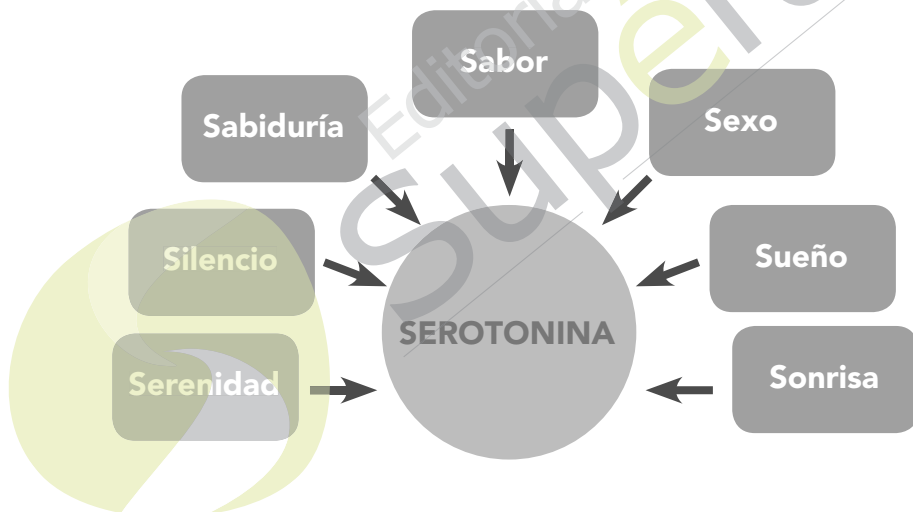 Sabor
Sabiduría
Sexo
Silencio
Sueño
SEROTONINA
Serenidad
Sonrisa